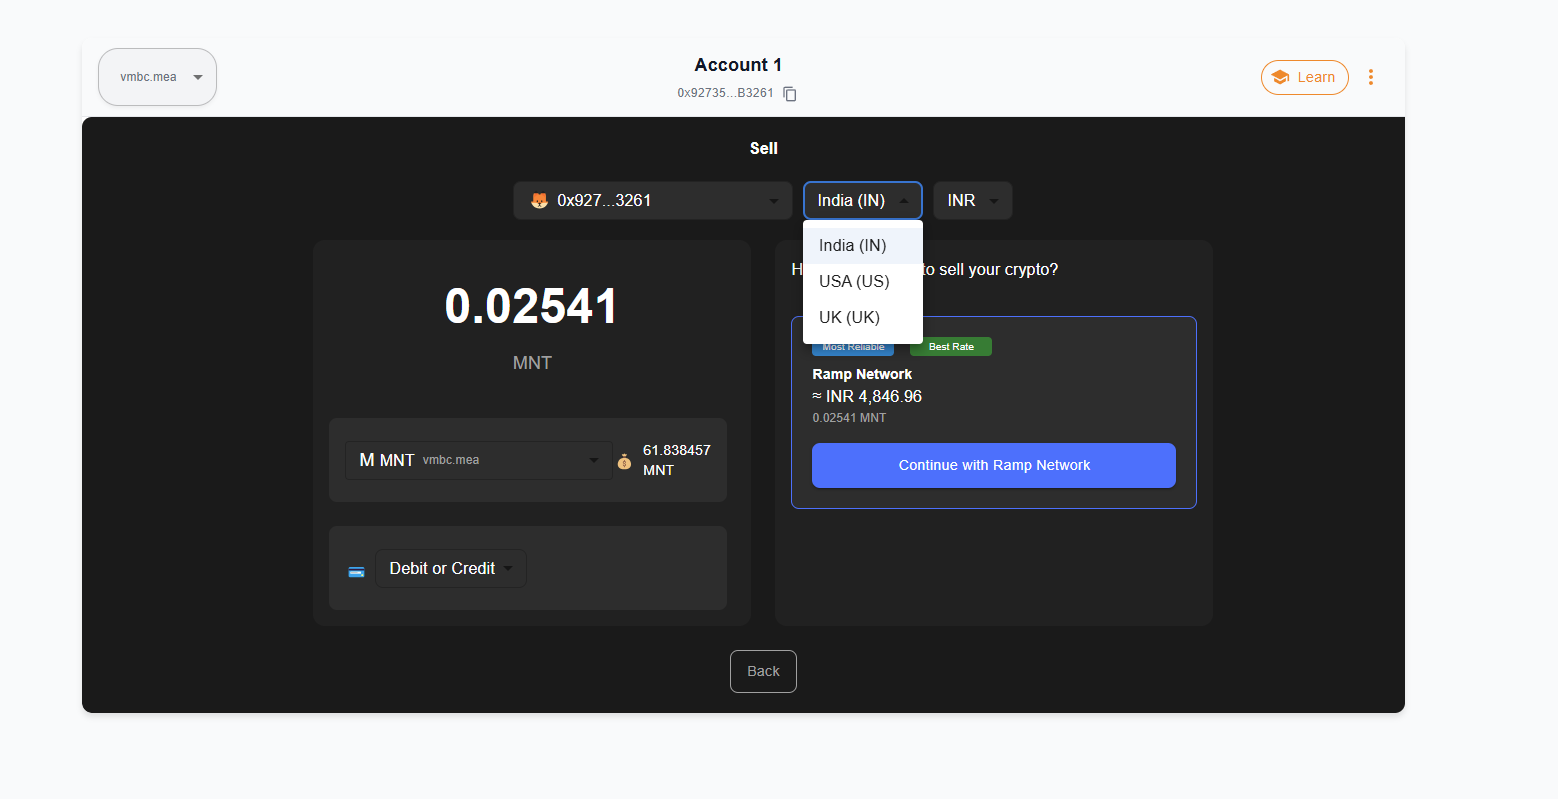 vmbc.mea
Account 1
0x92735...B3261
Learn
Sell
0x927...3261
India (IN)
INR
India (IN)
USA (US)
UK (UK)
0.02541
MNT
M MNT vmbc.mea
61.838457
MNT
Debit or Credit
to sell your crypto?
Most Reliable
Best Rate
Ramp Network
≈ INR 4,846.96
0.02541 MNT
Continue with Ramp Network
Back